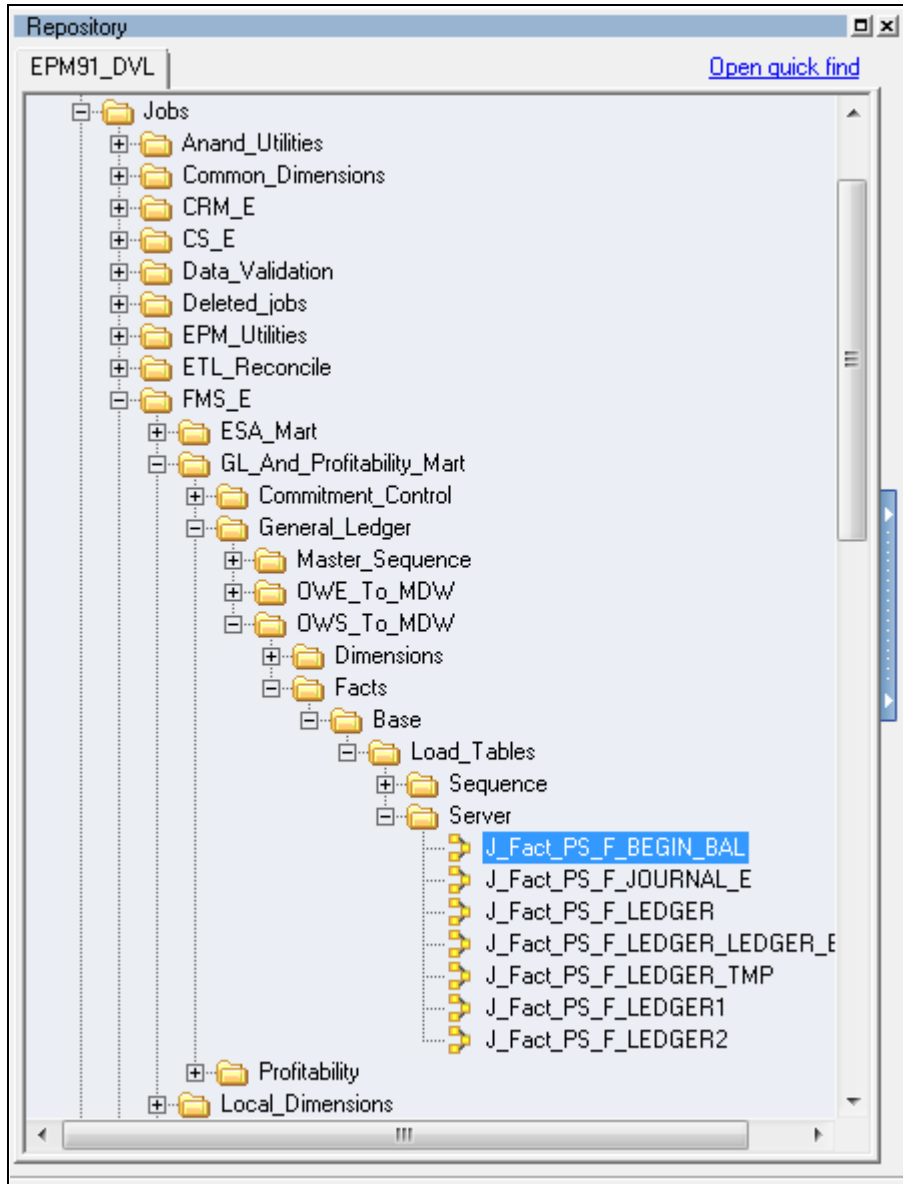 Repository
EPM91_DVL
Open quick find
Jobs
Anand_Utilities
Common_Dimensions
CRM_E
CS_E
Data_Validation
Deleted_jobs
EPM_Utilities
ETL_Reconcile
FMS_E
ESA_Mart
GL_And_Profitability_Mart
Commitment_Control
General_Ledger
Master_Sequence
OWE_To_MDW
OWS_To_MDW
Dimensions
Facts
Base
Load_Tables
Sequence
Server
J_Fact_PS_F_BEGIN_BAL
J_Fact_PS_F_JOURNAL_E
J_Fact_PS_F_LEDGER
J_Fact_PS_F_LEDGER_LEDGER_E
J_Fact_PS_F_LEDGER_TMP
J_Fact_PS_F_LEDGER1
J_Fact_PS_F_LEDGER2
Profitability
Local_Dimensions